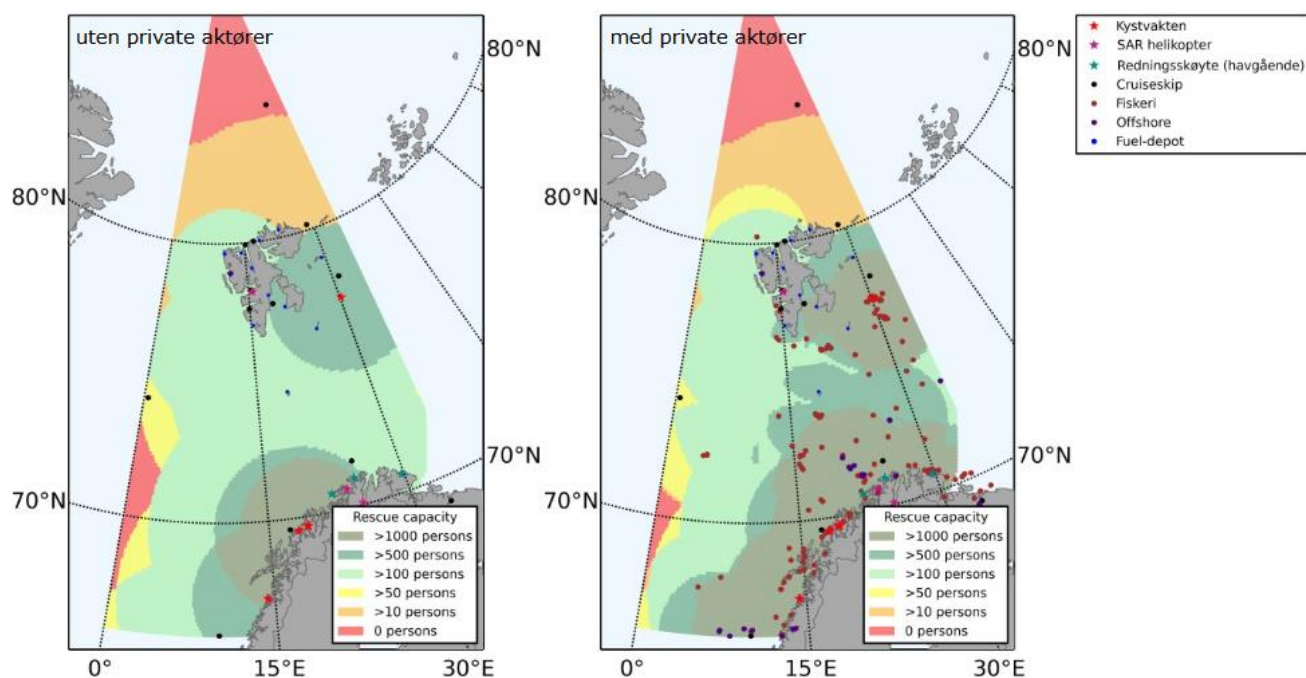 uten private aktører
med private aktører
80°N
80°N
70°N
70°N
80°N
80°N
70°N
70°N
0°
15°E
30°E
0°
15°E
30°E
Rescue capacity
>1000 persons
>500 persons
>100 persons
>50 persons
>10 persons
0 persons
Rescue capacity
>1000 persons
>500 persons
>100 persons
>50 persons
>10 persons
0 persons
Kystvakten
SAR helikopter
Redningsskøyte (havgående)
Cruiseskip
Fiskeri
Offshore
Fuel-depot